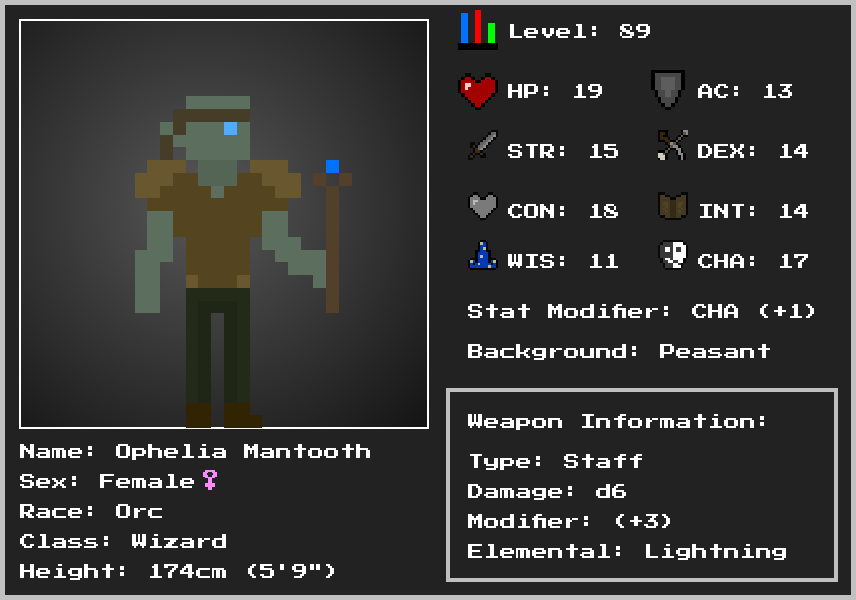 Level: 89
HP: 19
AC: 13
STR: 15
DEX: 14
CON: 18
INT: 14
WIS: 11
CHA: 17
Stat Modifier: CHA (+1)
Background: Peasant
Name: Ophelia Mantooth
Sex: Female♀
Race: Orc
Class: Wizard
Height: 174cm (5'9")
Weapon Information:
Type: Staff
Damage: d6
Modifier: (+3)
Elemental: Lightning